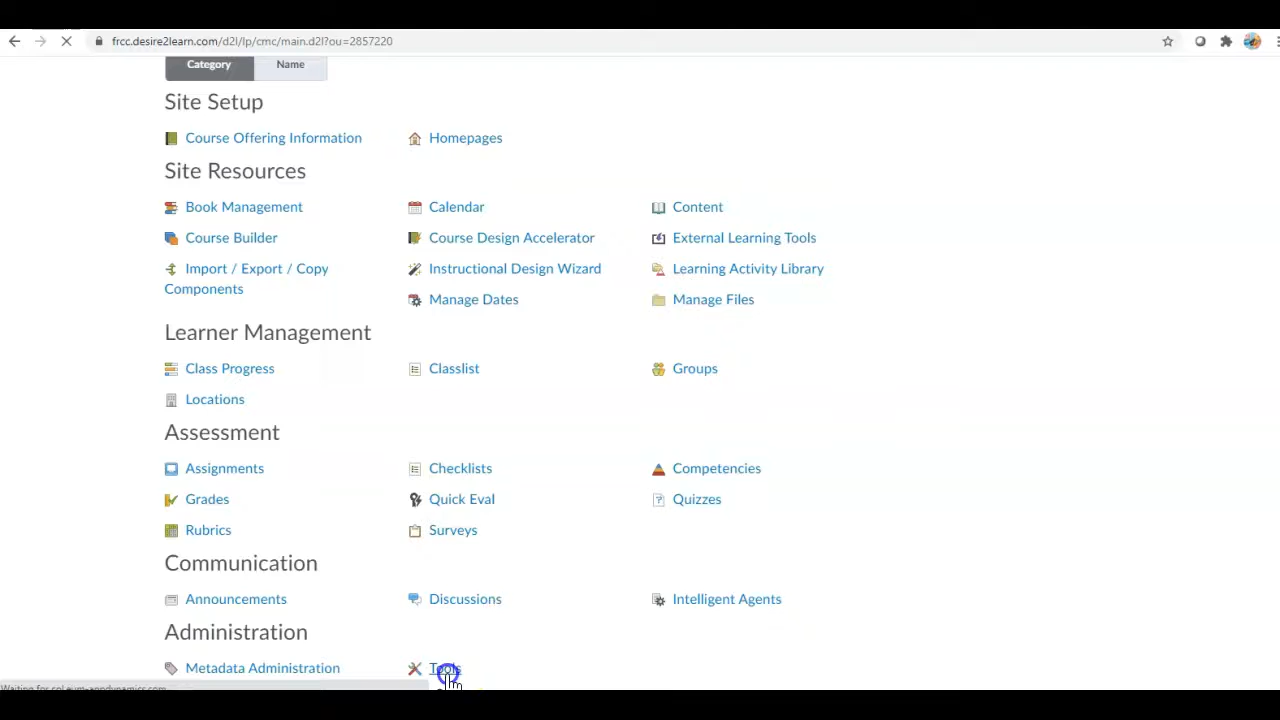 frcc.desire2learn.com/d2l/lp/cmc/main.d2l?ou=2857220
Category Name
Site Setup
Course Offering Information Homepages
Site Resources
Book Management Calendar Content
Course Builder Course Design Accelerator External Learning Tools
Import / Export / Copy Instructional Design Wizard Learning Activity Library
Components
Manage Dates Manage Files
Learner Management
Class Progress Classlist Groups
Locations
Assessment
Assignments Checklists Competencies
Grades Quick Eval Quizzes
Rubrics Surveys
Communication
Announcements Discussions Intelligent Agents
Administration
Metadata Administration Tools
Waiting for